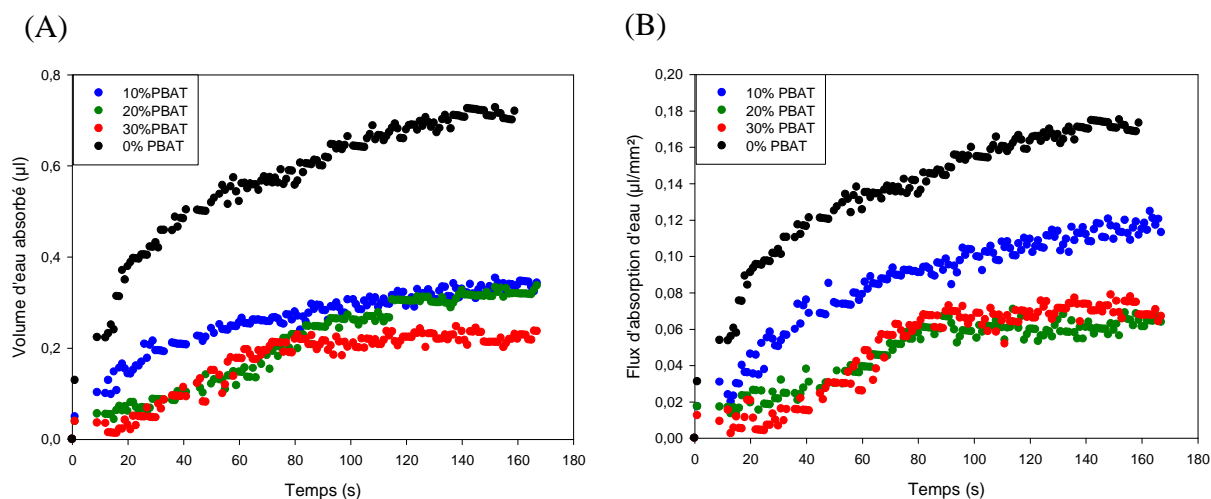 (A)
0,8
0,6
0,4
0,2
0,0
Volume d'eau absorbé (µl)
10%PBAT
20%PBAT
30%PBAT
0% PBAT
0 20 40 60 80 100 120 140 160 180
Temps (s)
(B)
0,20
0,18
0,16
0,14
0,12
0,10
0,08
0,06
0,04
0,02
0,00
Flux d'absorption d'eau (µl/mm²)
10% PBAT
20% PBAT
30% PBAT
0% PBAT
0 20 40 60 80 100 120 140 160 180
Temps (s)